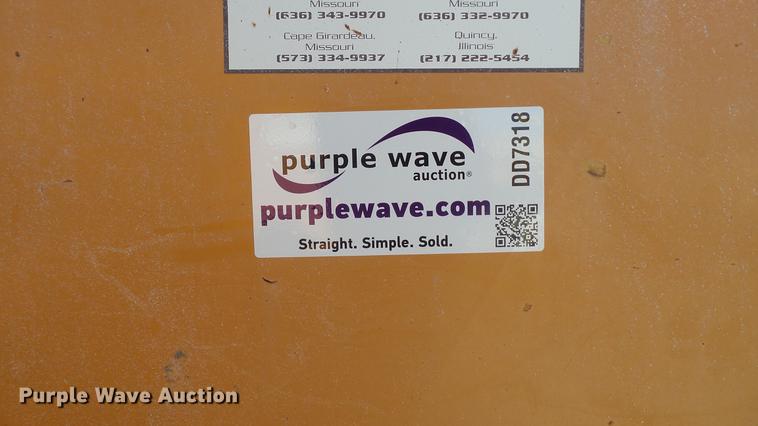 Missouri Missouri
(636) 343-9970 (636) 332-9970
Cape Girardeau, Quincy,
Missouri Illinois
(573) 334-9937 (217) 222-5454
purple wave
auction®
purplewave.com
Straight. Simple. Sold.
DD7318
Purple Wave Auction